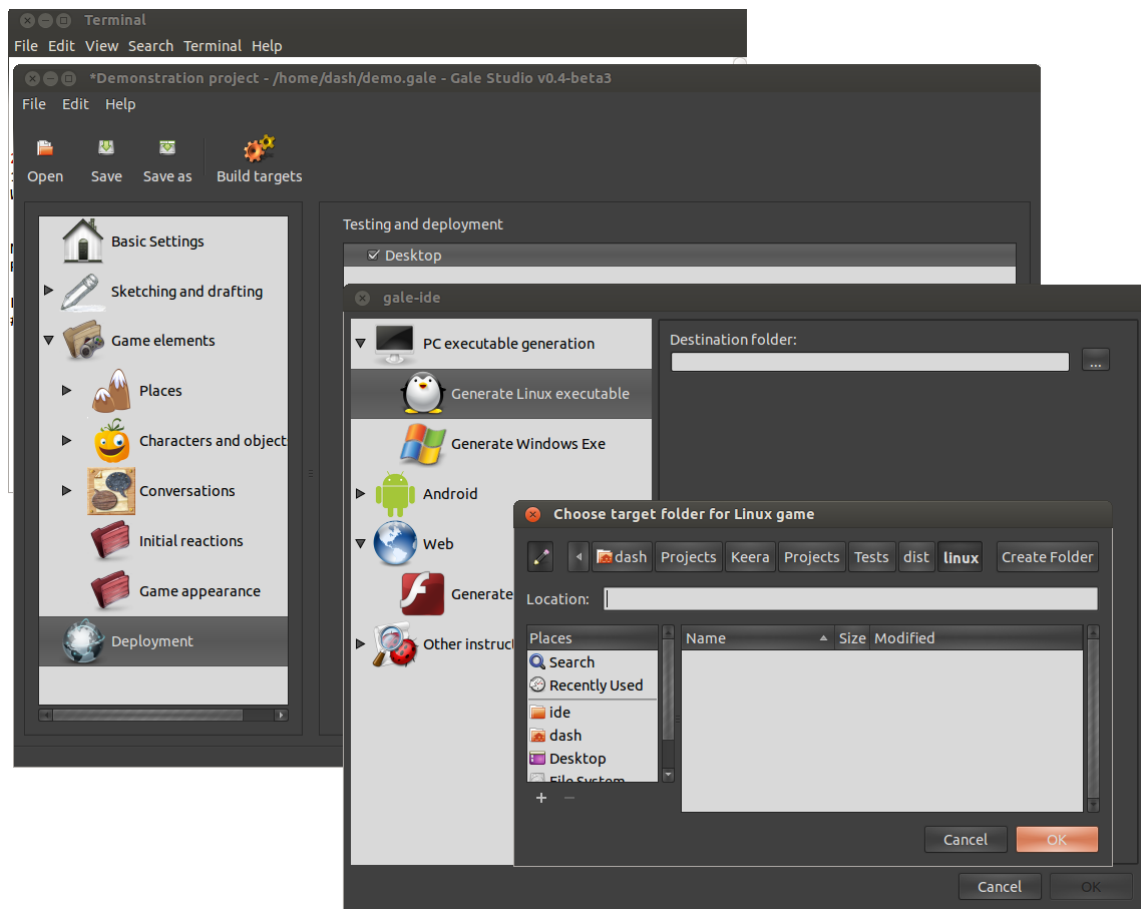 Terminal
File Edit View Search Terminal Help
*Demonstration project - /home/dash/demo.gale - Gale Studio v0.4-beta3
File Edit Help
Open Save Save as Build targets
Basic Settings
Sketching and drafting
Game elements
Places
Characters and object
Conversations
Initial reactions
Game appearance
Deployment
Testing and deployment
Desktop
gale-ide
PC executable generation
Generate Linux executable
Generate Windows Exe
Android
Web
Generate
Other instruc
Destination folder:
...
Choose target folder for Linux game
dash Projects Keera Projects Tests dist linux Create Folder
Location:
Places
Search
Recently Used
ide
dash
Desktop
File System
Name Size Modified
Cancel OK
Cancel OK